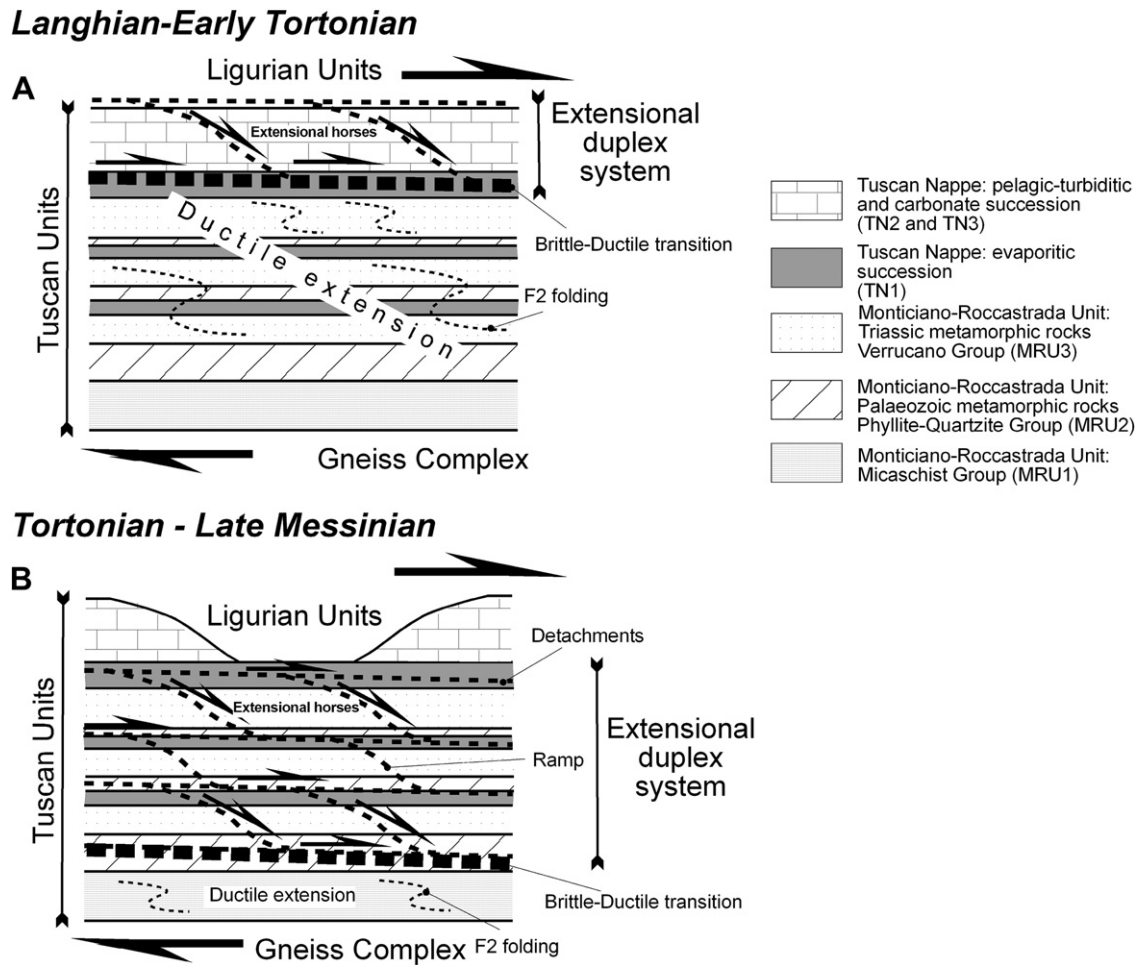 Langhian-Early Tortonian
A
Ligurian Units
Extensional horses
Extensional
duplex
system
Tuscan Units
Ductile extension
Brittle-Ductile transition
F2 folding
Gneiss Complex
Tuscan Nappe: pelagic-turbiditic
and carbonate succession
(TN2 and TN3)
Tuscan Nappe: evaporitic
succession
(TN1)
Monticiano-Roccastrada Unit:
Triassic metamorphic rocks
Verrucano Group (MRU3)
Monticiano-Roccastrada Unit:
Palaeozoic metamorphic rocks
Phyllite-Quartzite Group (MRU2)
Monticiano-Roccastrada Unit:
Micaschist Group (MRU1)
Tortonian - Late Messinian
B
Ligurian Units
Detachments
Extensional horses
Ramp
Extensional
duplex
system
Tuscan Units
Ductile extension
Brittle-Ductile transition
F2 folding
Gneiss Complex